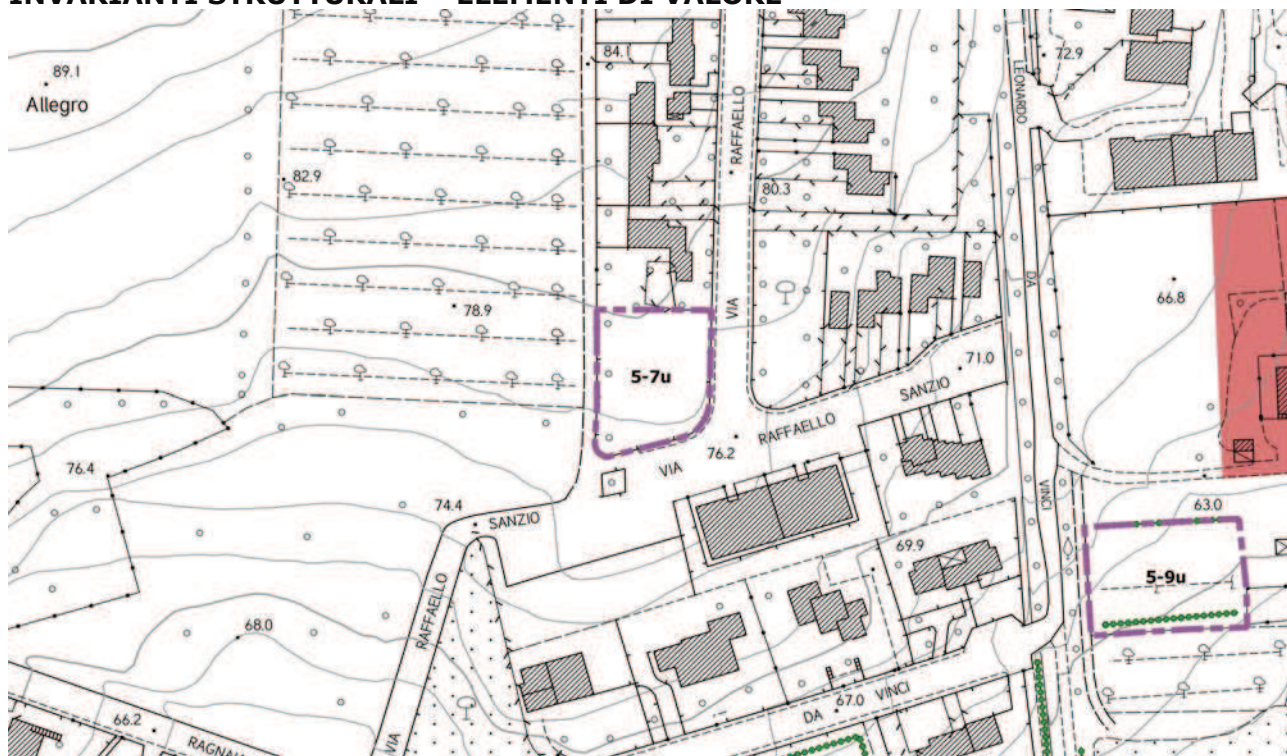 INVARIANTI STRUTTURALI – ELEMENTI DI VALORE
89.1
Allegro
84.1
LEONARDO
72.9
RAFFAELLO
82.9
80.3
DA
66.8
78.9
VIA
5-7u
71.0
SANZIO
RAFFAELLO
76.2
VIA
76.4
VINCI
74.4
SANZIO
63.0
69.9
5-9u
RAFFAELLO
68.0
VINCI
67.0
DA
66.2
VIA